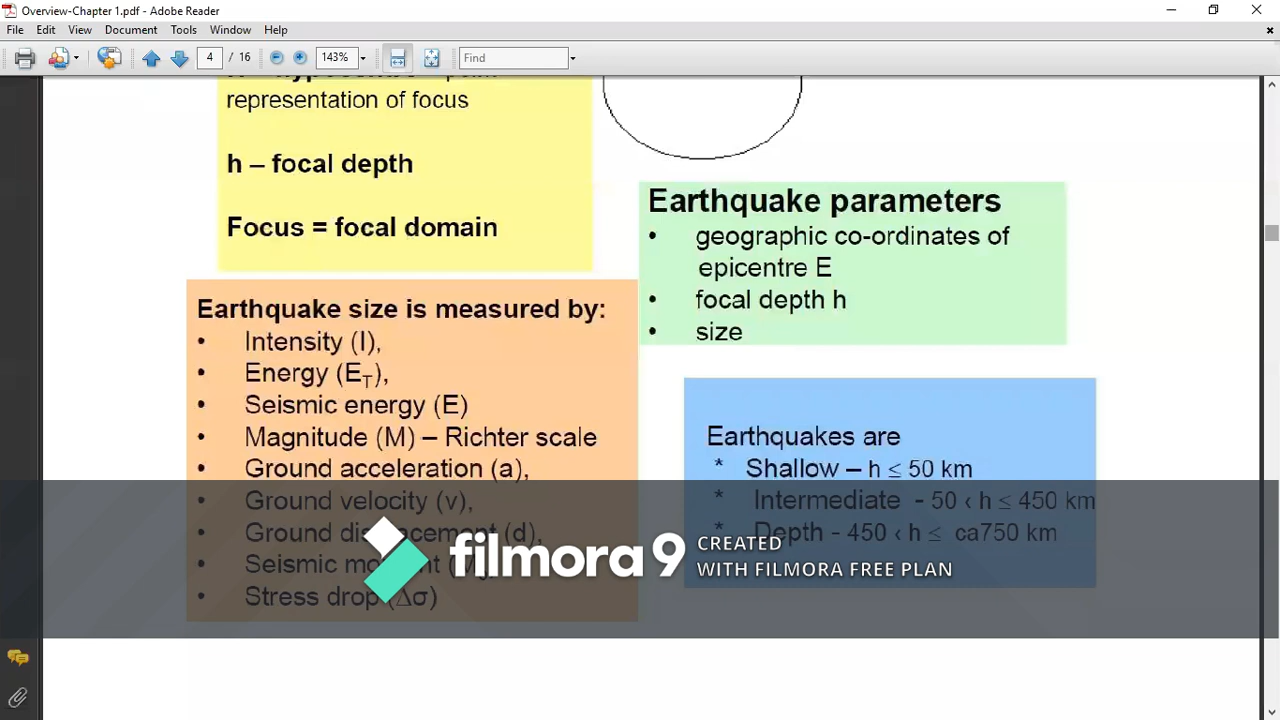 Overview-Chapter 1.pdf - Adobe Reader
File Edit View Document Tools Window Help
4 / 16 143% Find
representation of focus
h – focal depth
Focus = focal domain
Earthquake parameters
• geographic co-ordinates of
epicentre E
• focal depth h
• size
Earthquake size is measured by:
• Intensity (I),
• Energy (ET),
• Seismic energy (E)
• Magnitude (M) – Richter scale
• Ground acceleration (a),
• Ground velocity (v),
• Ground displacement (d),
• Seismic moment
• Stress drop (Δσ)
Earthquakes are
* Shallow – h ≤ 50 km
* Intermediate - 50 ‹ h ≤ 450 km
* Depth - 450 ‹ h ≤ ca750 km
filmora 9 CREATED
WITH FILMORA FREE PLAN